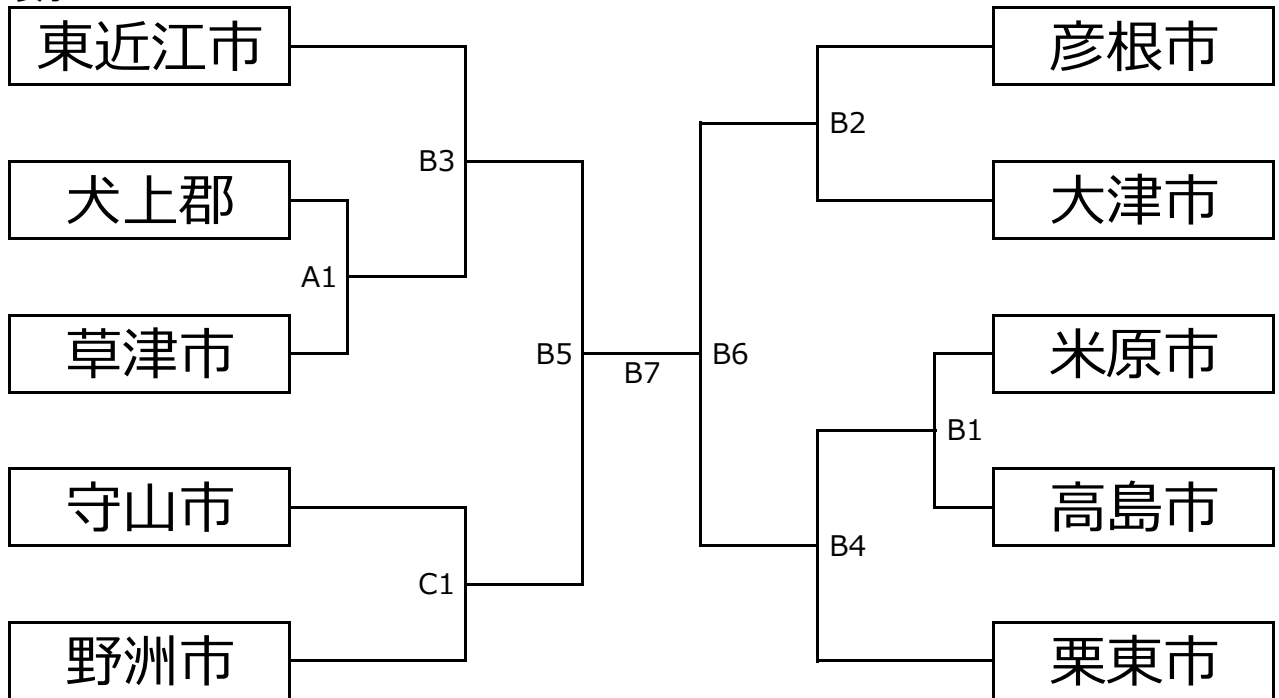 東近江市
犬上郡
草津市
守山市
野洲市
A1
B3
C1
B5
B7
B6
B2
B4
B1
彦根市
大津市
米原市
高島市
栗東市